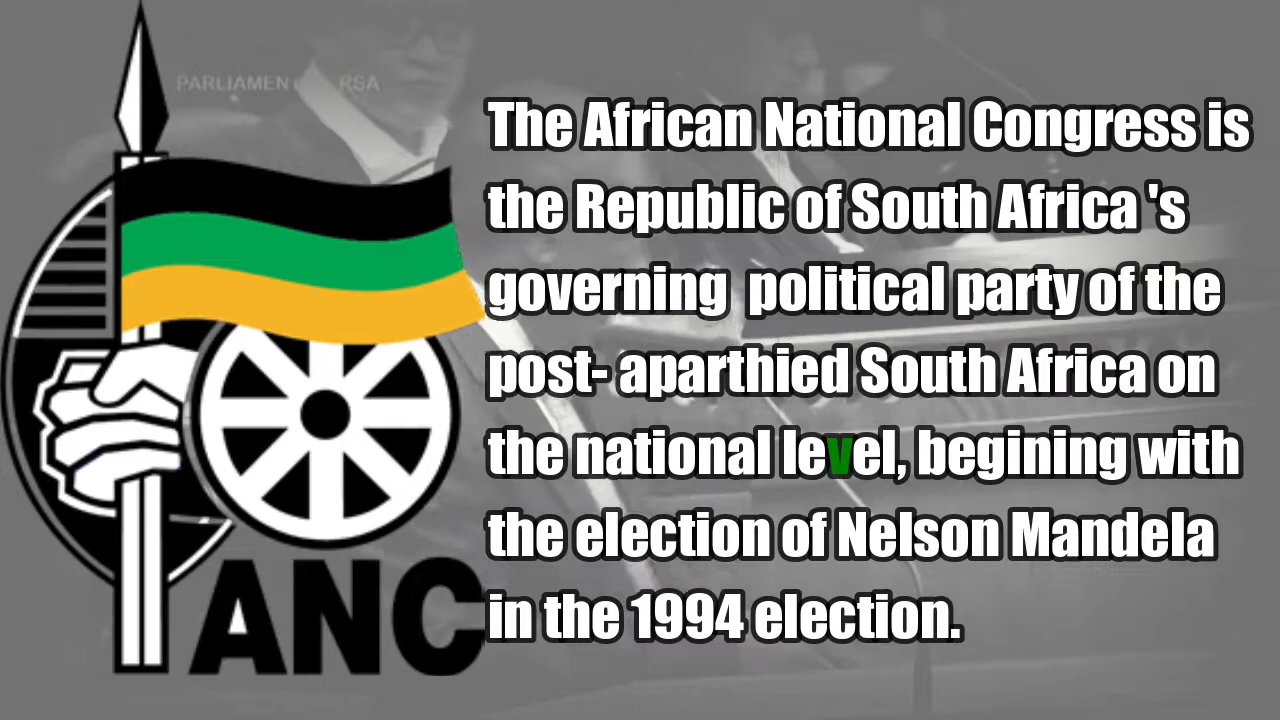 PARLIAMEN RSA
The African National Congress is
the Republic of South Africa 's
governing  political party of the
post- aparthied South Africa on
the national level, begining with
the election of Nelson Mandela
in the 1994 election.
ANC